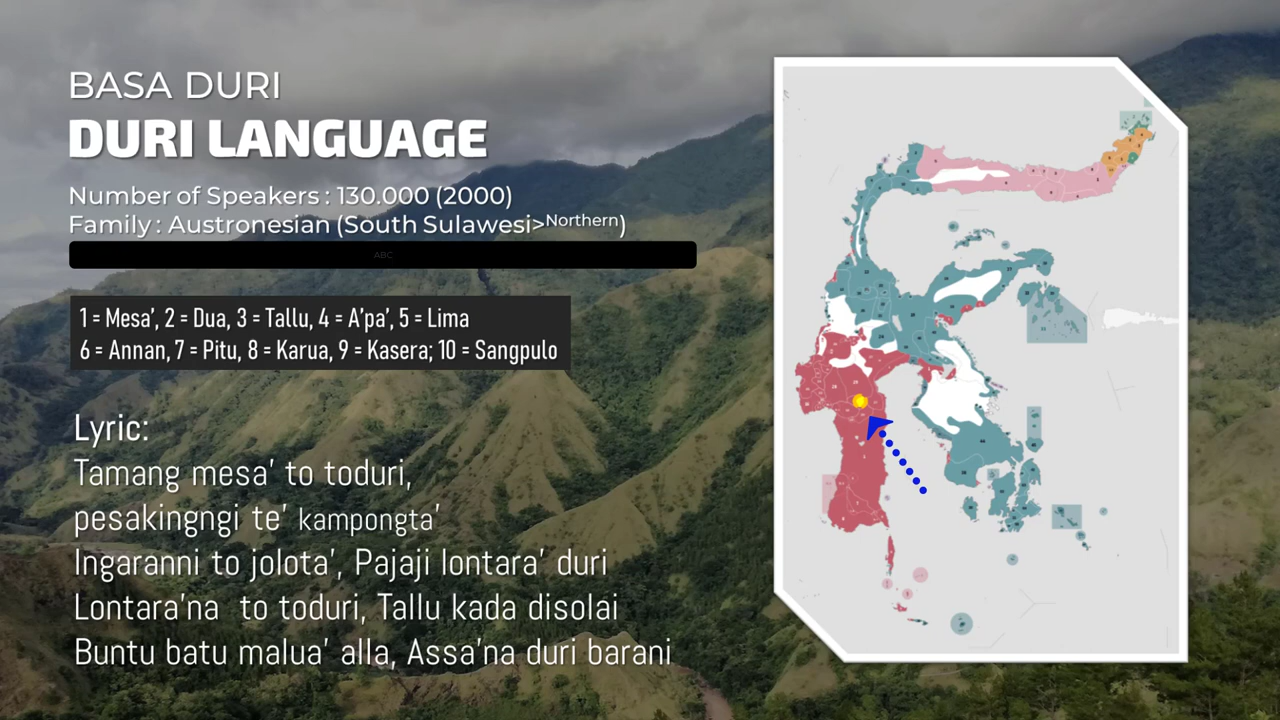 BASA DURI
DURI LANGUAGE
Number of Speakers : 130.000 (2000)
Family : Austronesian (South Sulawesi>Northern)
ABC
1 = Mesa', 2 = Dua, 3 = Tallu, 4 = A'pa', 5 = Lima
6 = Annan, 7 = Pitu, 8 = Karua, 9 = Kasera; 10 = Sangpulo
Lyric:
Tamang mesa' to toduri,
pesakingngi te' kampongta'
Ingaranni to jolota', Pajaji lontara' duri
Lontara'na to toduri, Tallu kada disolai
Buntu batu malua' alla, Assa'na duri barani